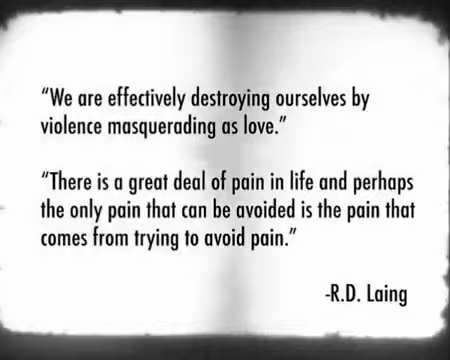 “We are effectively destroying ourselves by
violence masquerading as love.”
“There is a great deal of pain in life and perhaps
the only pain that can be avoided is the pain that
comes from trying to avoid pain.”
-R.D. Laing